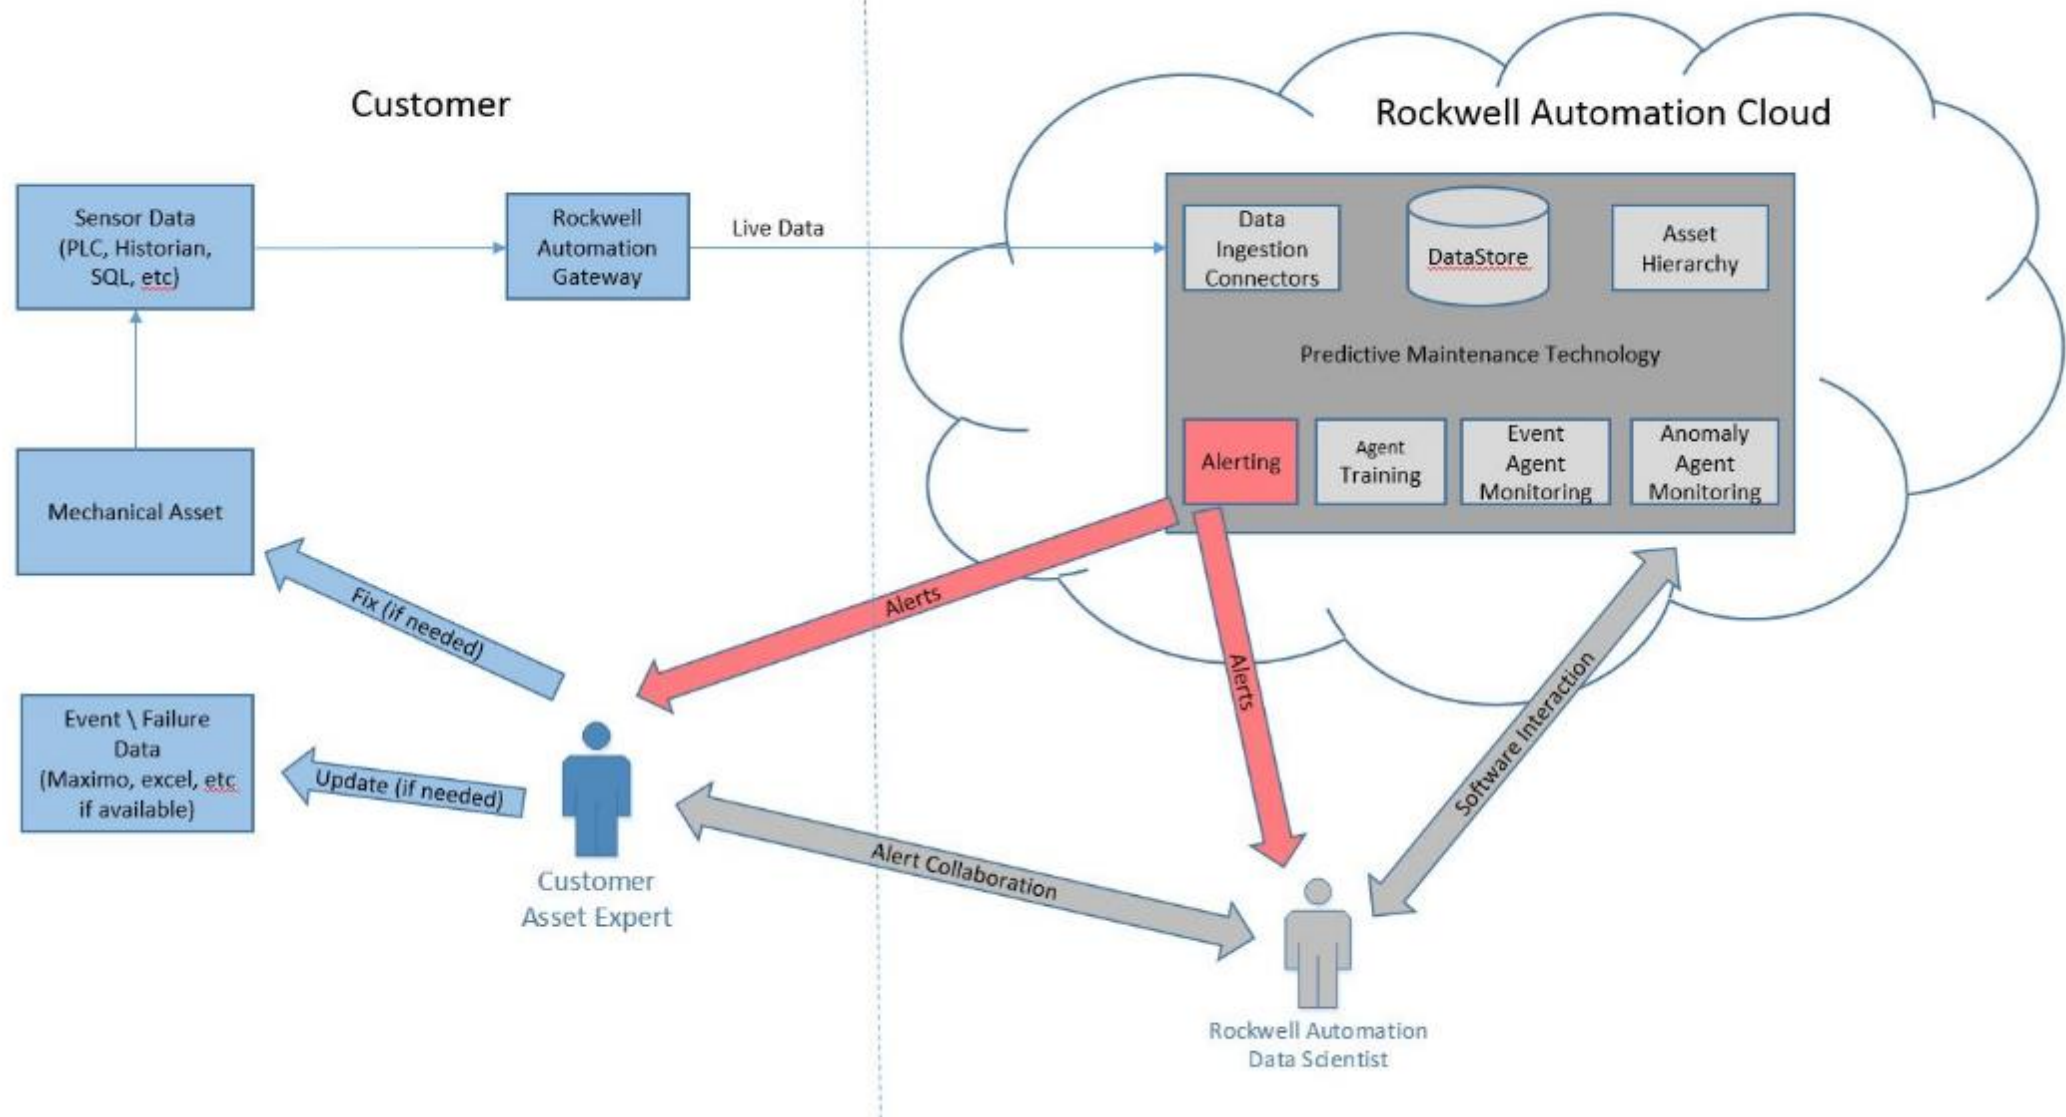 Customer
Rockwell Automation Cloud
Sensor Data
(PLC, Historian,
SQL, etc)
Rockwell
Automation
Gateway
Live Data
Data
Ingestion
Connectors
DataStore
Asset
Hierarchy
Predictive Maintenance Technology
Alerting
Agent
Training
Event
Agent
Monitoring
Anomaly
Agent
Monitoring
Mechanical Asset
Fix (if needed)
Alerts
Alerts
Software Interaction
Event \ Failure
Data
(Maximo, excel, etc
if available)
Update (if needed)
Alert Collaboration
Customer
Asset Expert
Rockwell Automation
Data Scientist